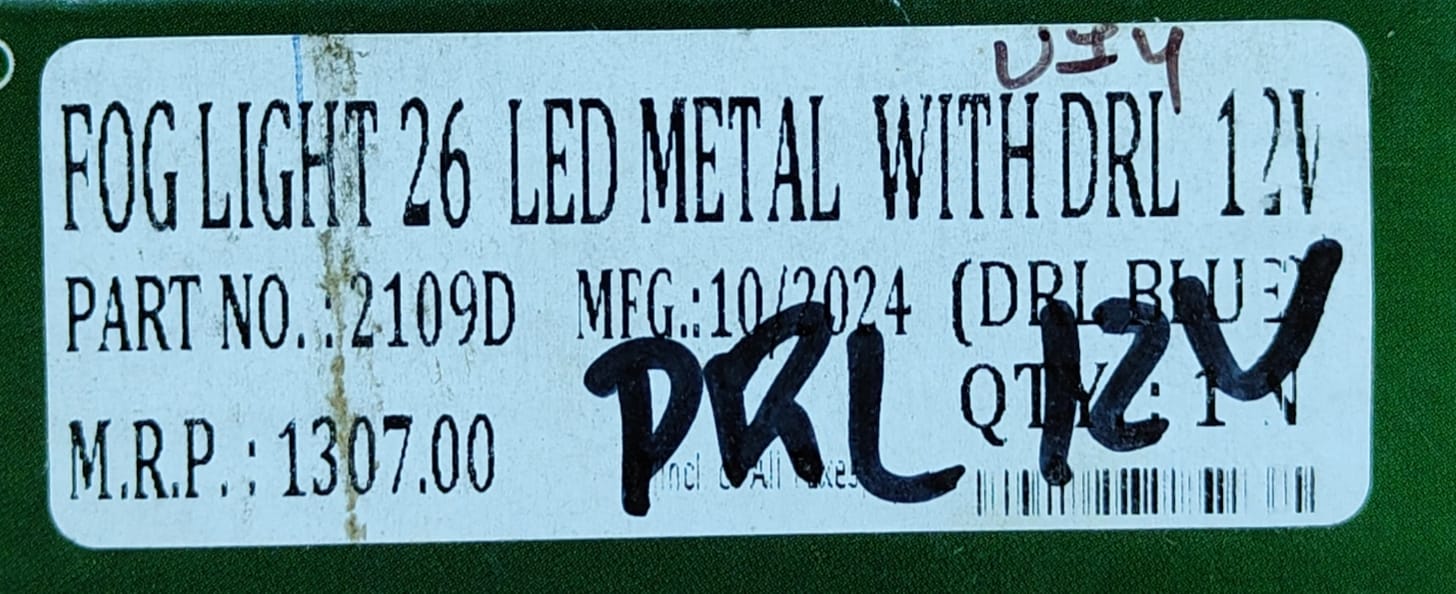 UJY
FOG LIGHT 26 LED METAL WITH DRL 12V
PART NO. : 2109D MFG.:10/2024 (DRL BLUE)
DRL 12V
QTY : 1 N
M.R.P. : 1307.00
(Incl. of All Taxes)